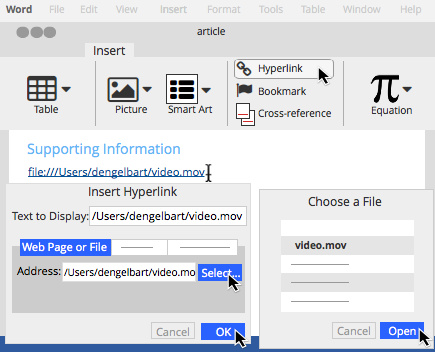 Word File Edit View Insert Format Tools Table Window Help
article
Insert
Table
Picture
Smart Art
Hyperlink
Bookmark
Cross-reference
π
Equation
Supporting Information
file:///Users/dengelbart/video.mov
Insert Hyperlink
Text to Display: /Users/dengelbart/video.mov
Web Page or File
Address: /Users/dengelbart/video.mo Select...
Cancel OK
Choose a File
video.mov
Cancel Open